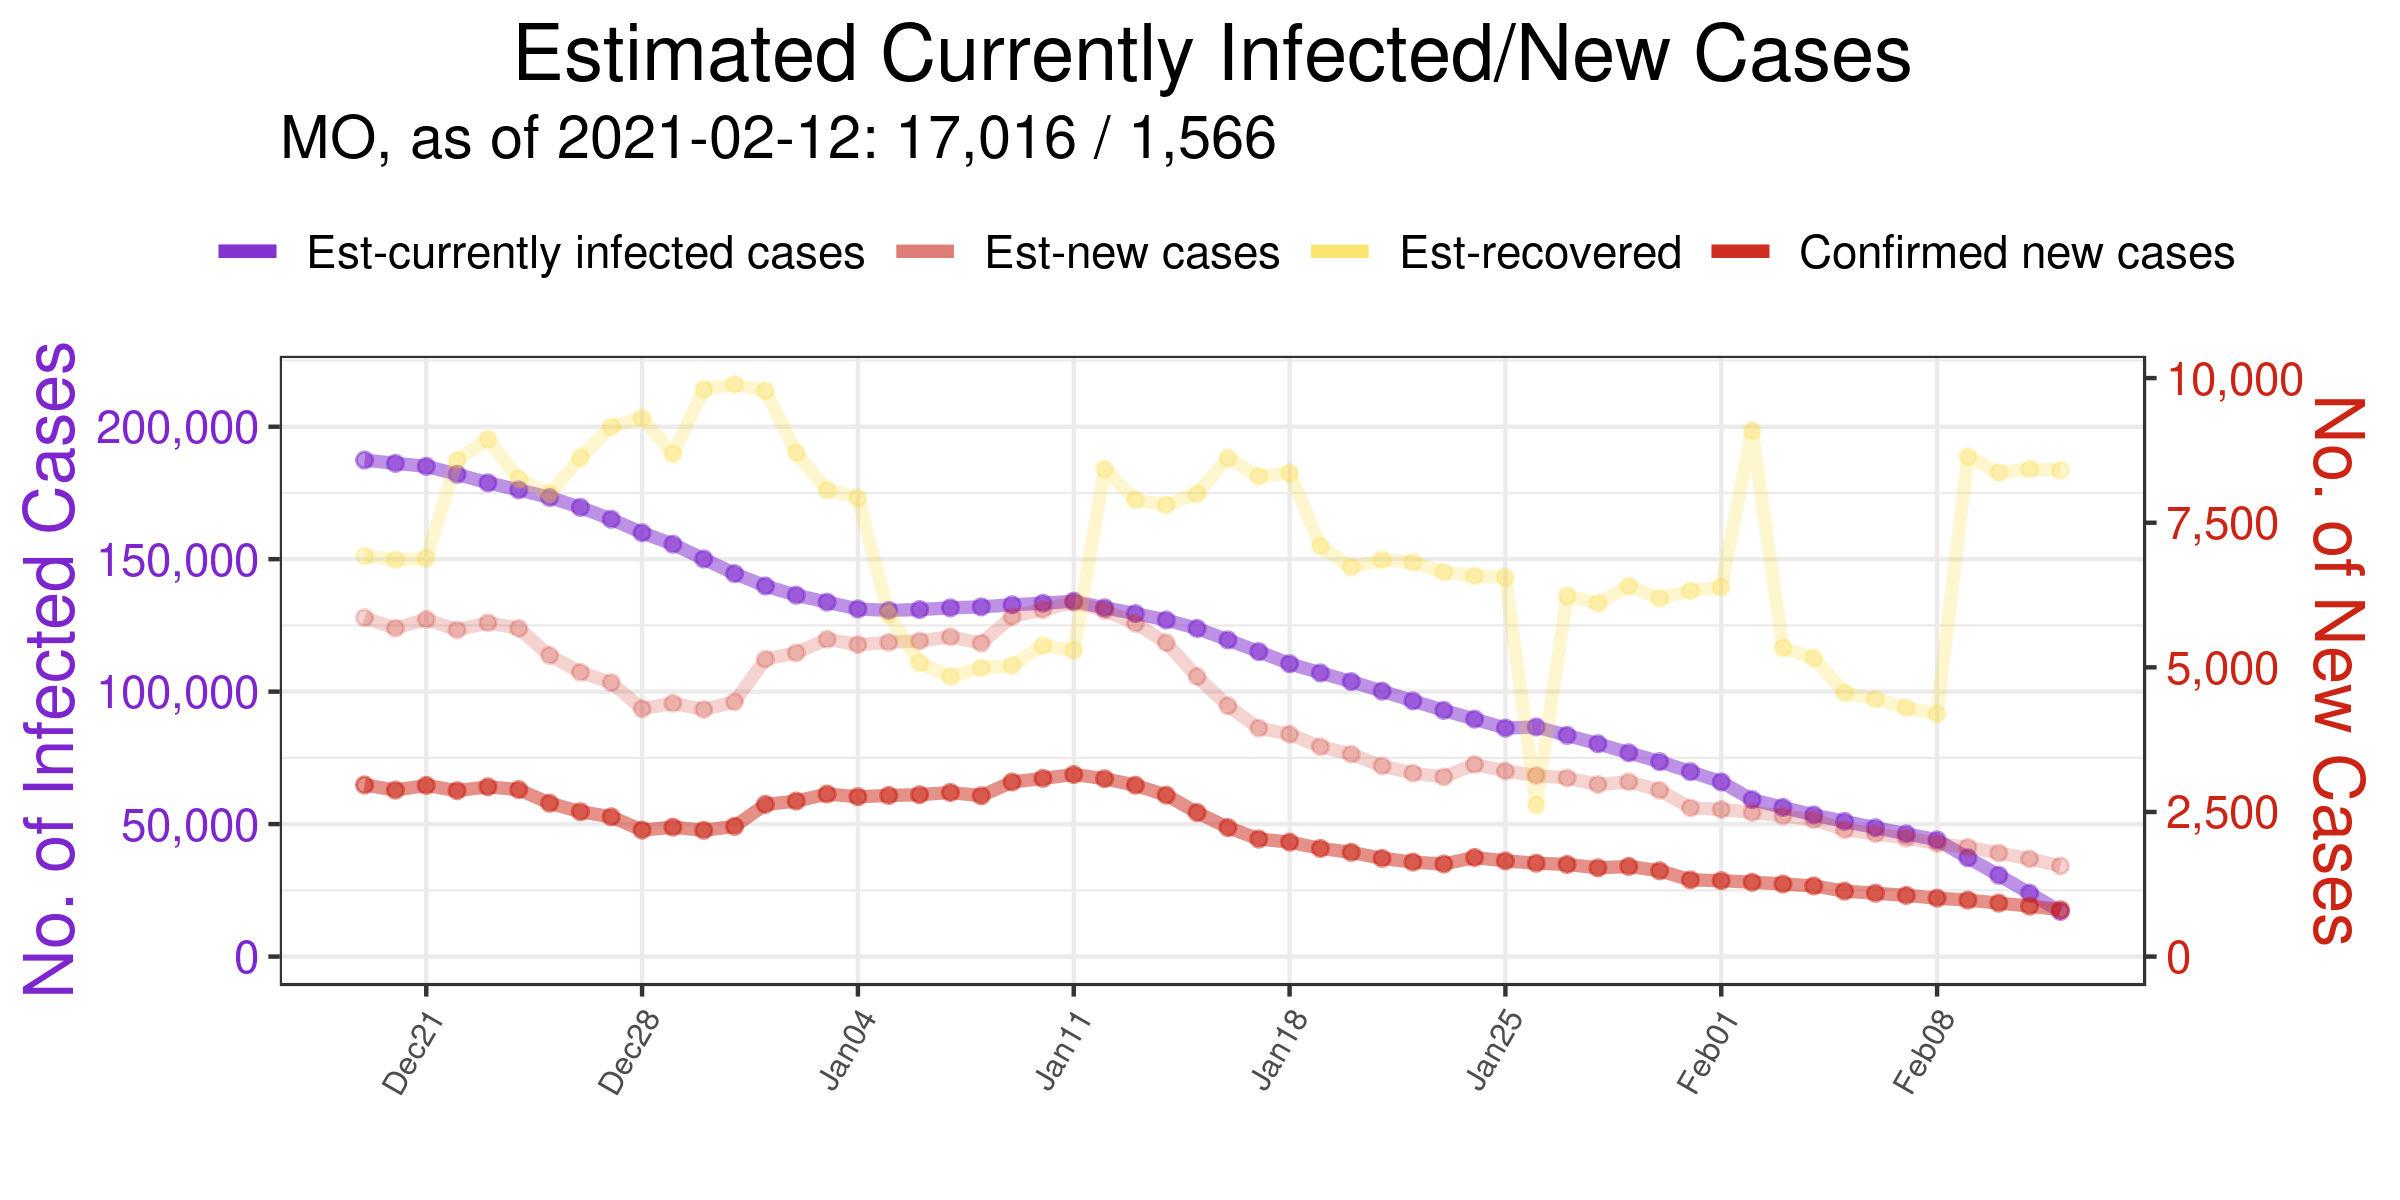 Estimated Currently Infected/New Cases
MO, as of 2021-02-12: 17,016 / 1,566
Est-currently infected cases Est-new cases Est-recovered Confirmed new cases
No. of Infected Cases
200,000
150,000
100,000
50,000
0
10,000
7,500
5,000
2,500
0
No. of New Cases
Dec21 Dec28 Jan04 Jan11 Jan18 Jan25 Feb01 Feb08